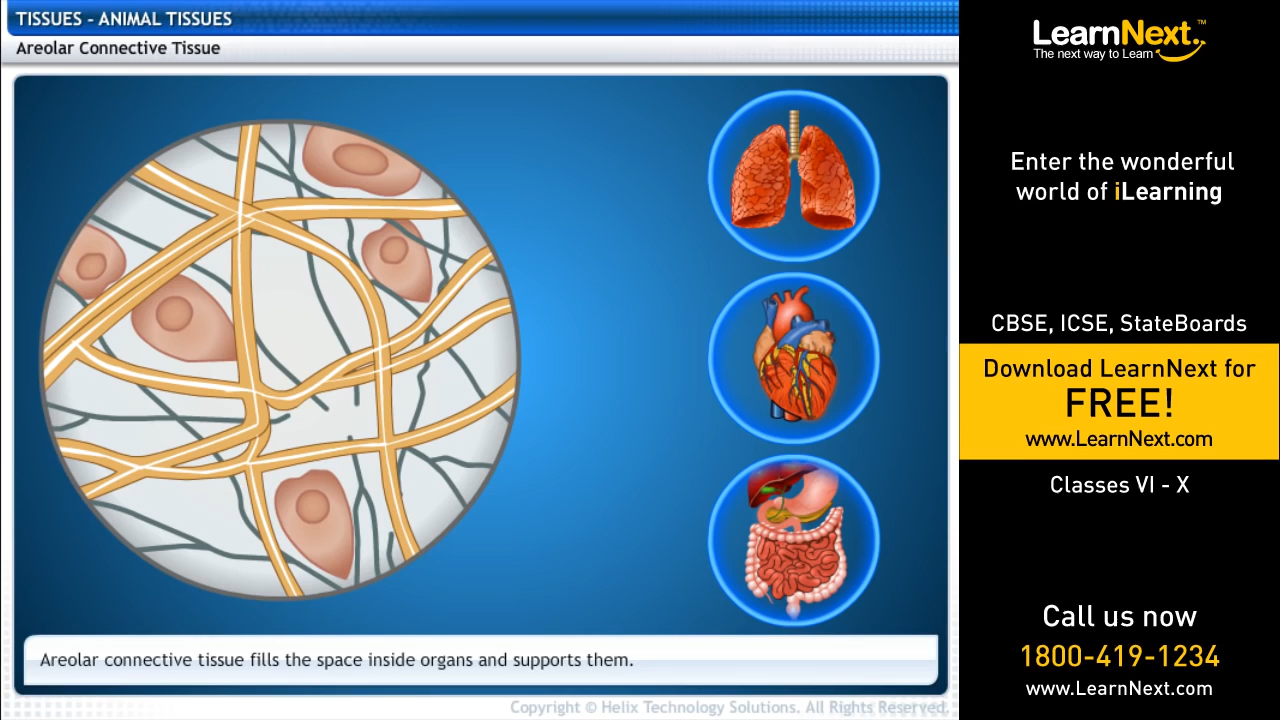 TISSUES - ANIMAL TISSUES
Areolar Connective Tissue
Areolar connective tissue fills the space inside organs and supports them.
Copyright © Helix Technology Solutions. All Rights Reserved.
LearnNext.™
The next way to Learn
Enter the wonderful
world of iLearning
CBSE, ICSE, StateBoards
Download LearnNext for
FREE!
www.LearnNext.com
Classes VI - X
Call us now
1800-419-1234
www.LearnNext.com